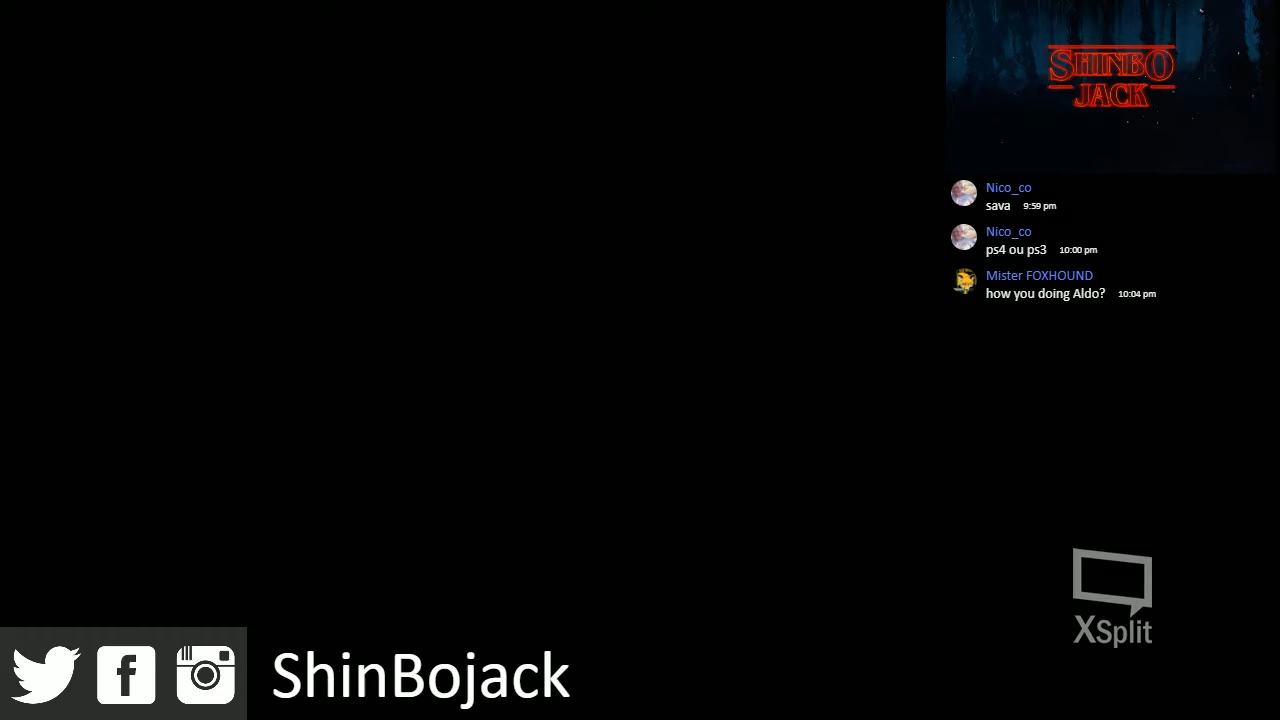 SHINBO
JACK
Nico_co
sava 9:59 pm
Nico_co
ps4 ou ps3 10:00 pm
Mister FOXHOUND
how you doing Aldo? 10:04 pm
XSplit
ShinBojack